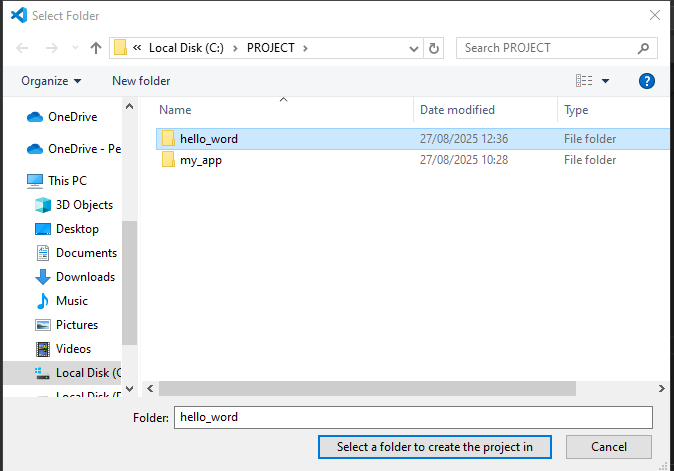 Select Folder
« Local Disk (C:) > PROJECT >
Search PROJECT
Organize
New folder
?
Name
Date modified
Type
OneDrive
OneDrive - Pe
This PC
3D Objects
Desktop
Documents
Downloads
Music
Pictures
Videos
Local Disk (C
hello_word 27/08/2025 12:36 File folder
my_app 27/08/2025 10:28 File folder
Folder: hello_word
Select a folder to create the project in
Cancel